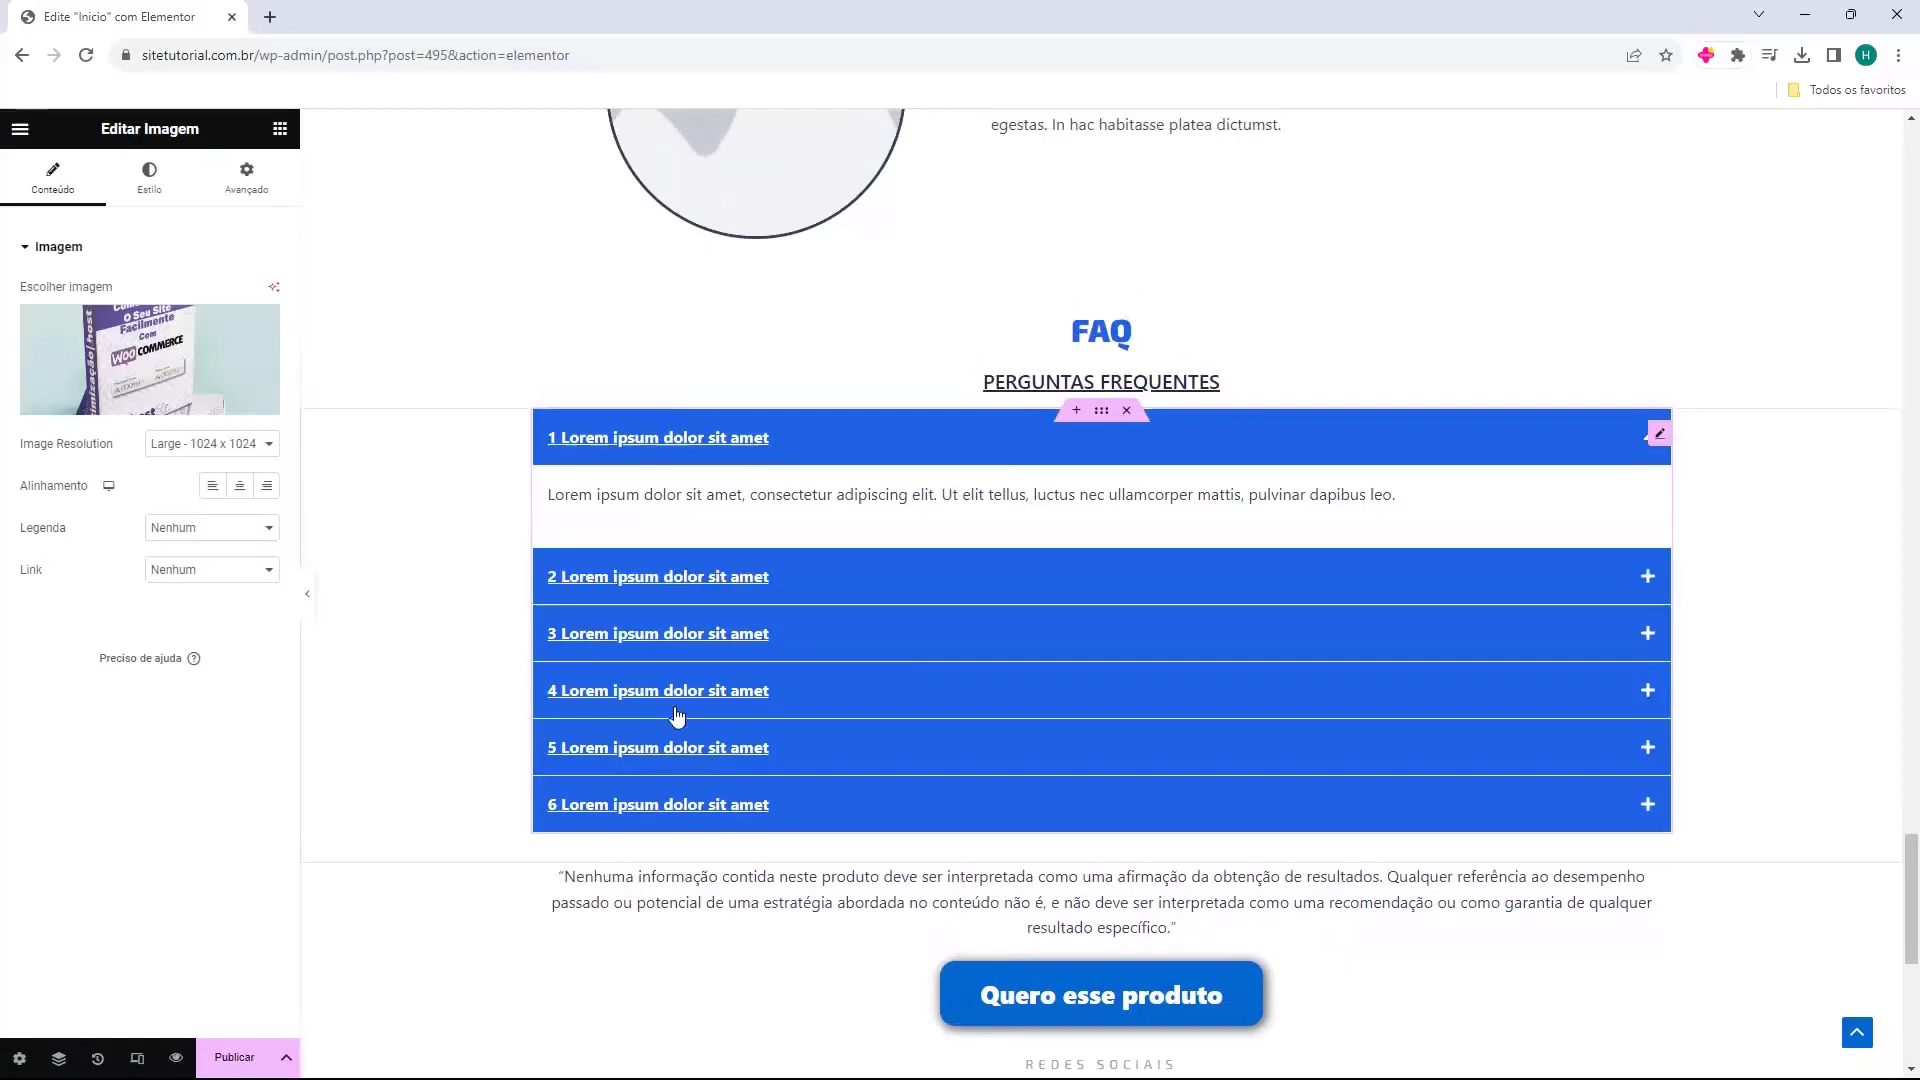 Edite "Inicio" com Elementor
sitetutorial.com.br/wp-admin/post.php?post=495&action=elementor
H
Todos os favoritos
Editar Imagem
Conteúdo
Estilo
Avançado
Imagem
Escolher imagem
O Seu Site
Facilmente
Com
WOO COMMERCE
Image Resolution
Large - 1024 x 1024
Alinhamento
Legenda
Nenhum
Link
Nenhum
Preciso de ajuda
Publicar
egestas. In hac habitasse platea dictumst.
FAQ
PERGUNTAS FREQUENTES
1 Lorem ipsum dolor sit amet
Lorem ipsum dolor sit amet, consectetur adipiscing elit. Ut elit tellus, luctus nec ullamcorper mattis, pulvinar dapibus leo.
2 Lorem ipsum dolor sit amet
3 Lorem ipsum dolor sit amet
4 Lorem ipsum dolor sit amet
5 Lorem ipsum dolor sit amet
6 Lorem ipsum dolor sit amet
“Nenhuma informação contida neste produto deve ser interpretada como uma afirmação da obtenção de resultados. Qualquer referência ao desempenho
passado ou potencial de uma estratégia abordada no conteúdo não é, e não deve ser interpretada como uma recomendação ou como garantia de qualquer
resultado específico.”
Quero esse produto
REDES SOCIAIS